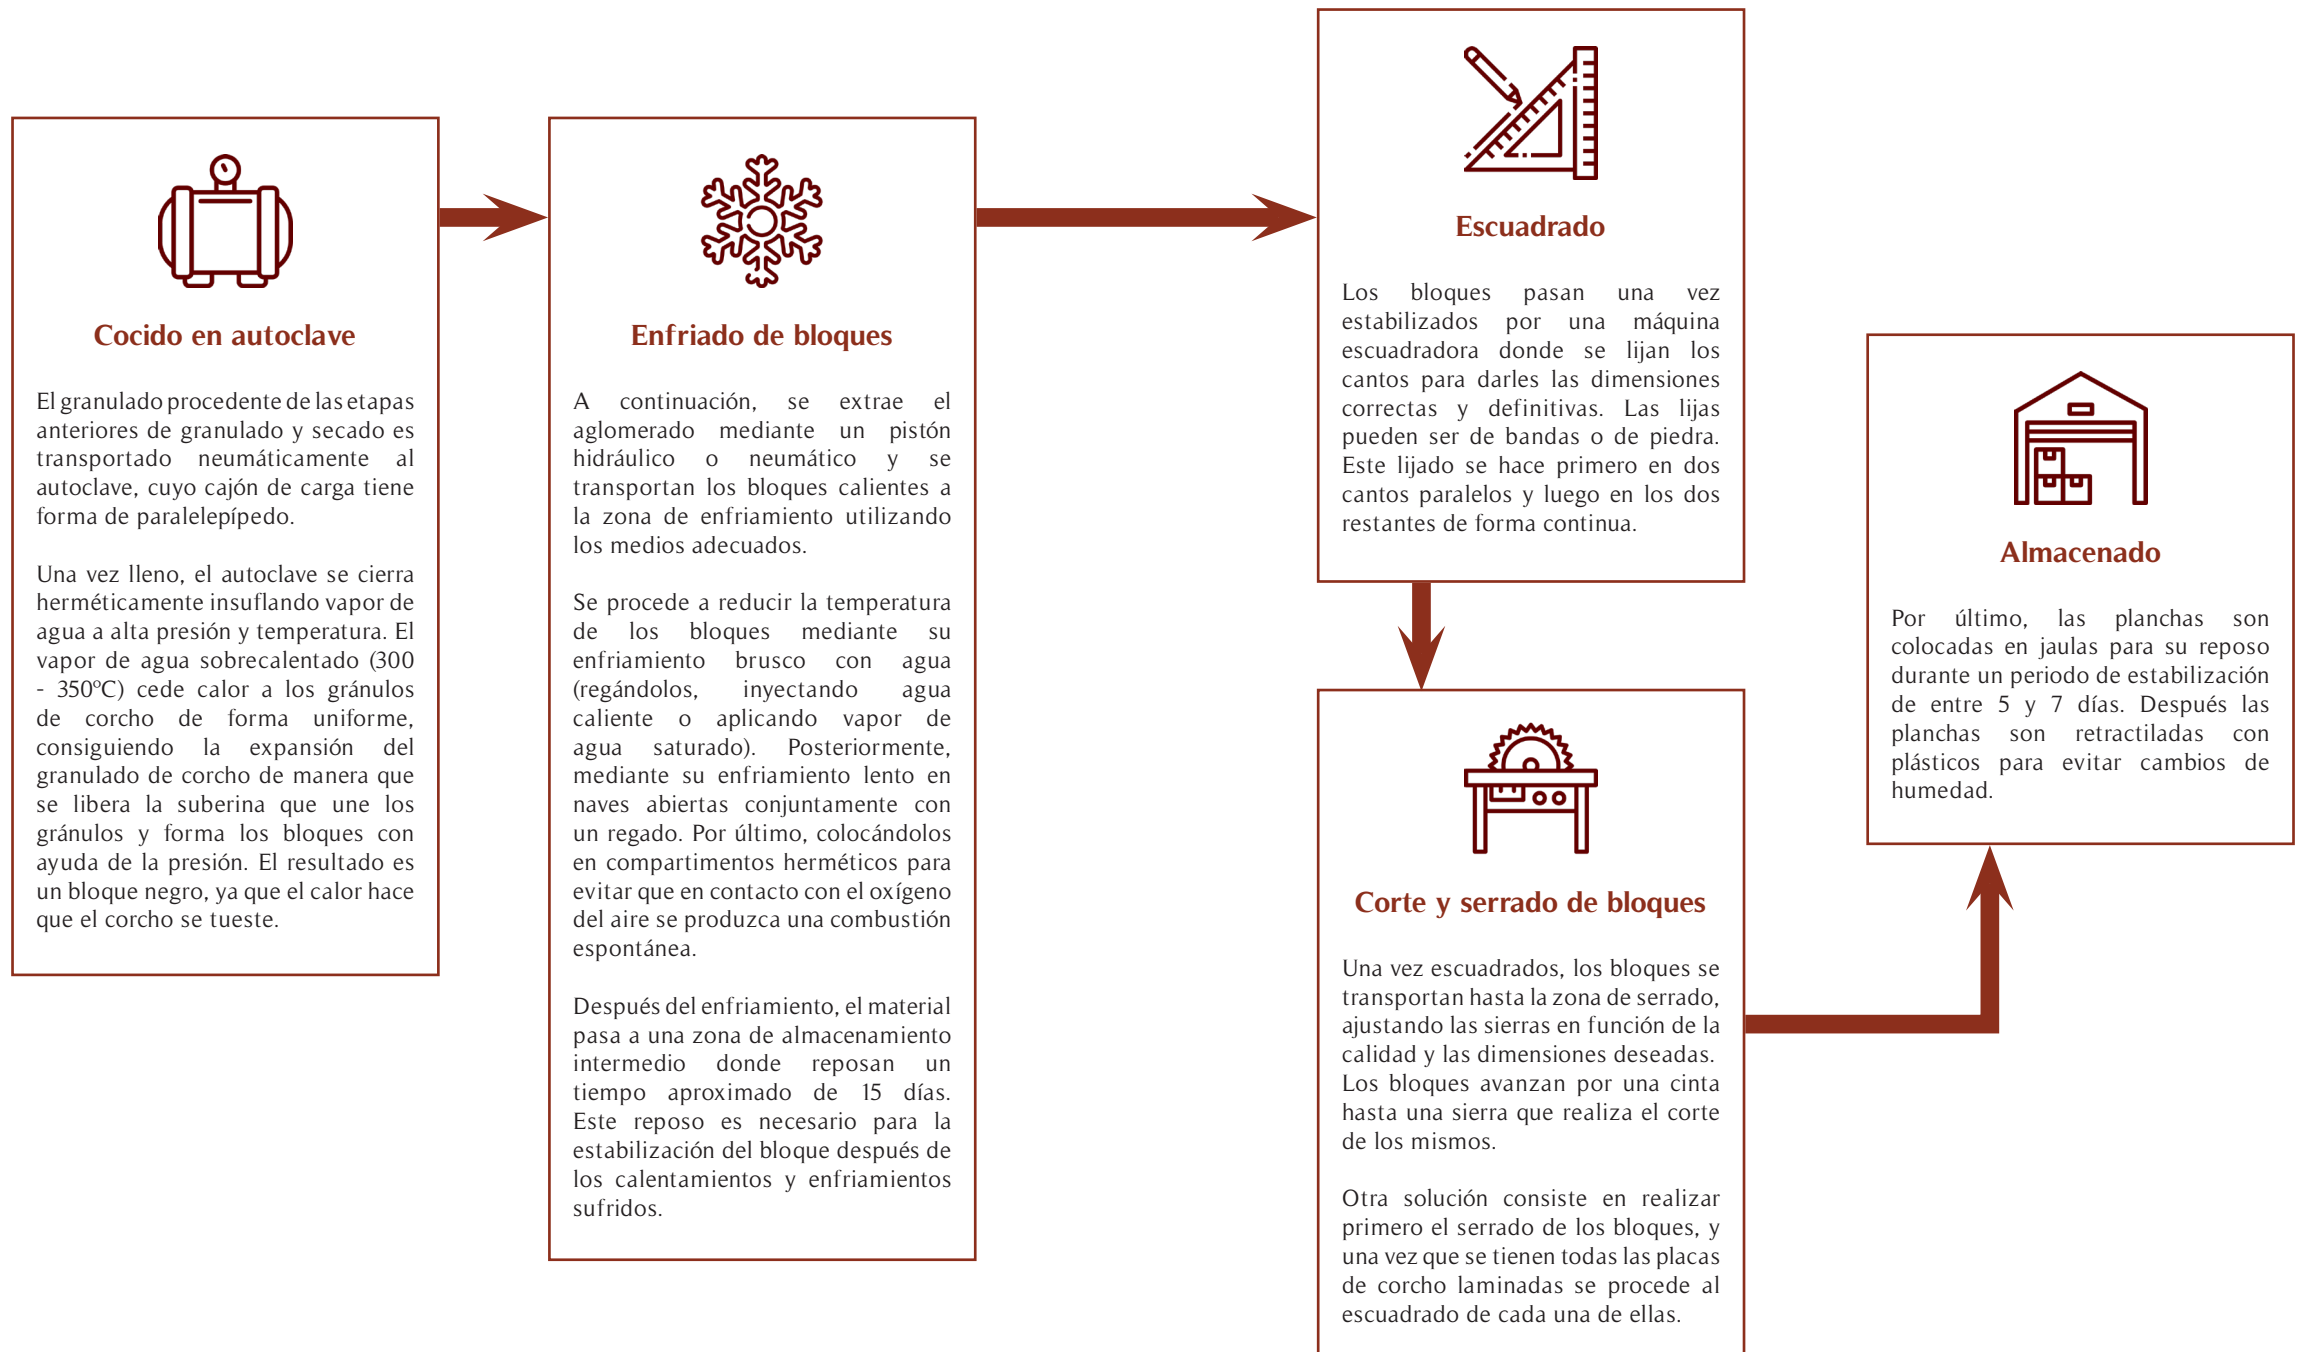 Cocido en autoclave
El granulado procedente de las etapas
anteriores de granulado y secado es
transportado neumáticamente al
autoclave, cuyo cajón de carga tiene
forma de paralelepípedo.
Una vez lleno, el autoclave se cierra
herméticamente insuflando vapor de
agua a alta presión y temperatura. El
vapor de agua sobrecalentado (300
- 350ºC) cede calor a los gránulos
de corcho de forma uniforme,
consiguiendo la expansión del
granulado de corcho de manera que
se libera la suberina que une los
gránulos y forma los bloques con
ayuda de la presión. El resultado es
un bloque negro, ya que el calor hace
que el corcho se tueste.
Enfriado de bloques
A continuación, se extrae el
aglomerado mediante un pistón
hidráulico o neumático y se
transportan los bloques calientes a
la zona de enfriamiento utilizando
los medios adecuados.
Se procede a reducir la temperatura
de los bloques mediante su
enfriamiento brusco con agua
(regándolos, inyectando agua
caliente o aplicando vapor de
agua saturado). Posteriormente,
mediante su enfriamiento lento en
naves abiertas conjuntamente con
un regado. Por último, colocándolos
en compartimentos herméticos para
evitar que en contacto con el oxígeno
del aire se produzca una combustión
espontánea.
Después del enfriamiento, el material
pasa a una zona de almacenamiento
intermedio donde reposan un
tiempo aproximado de 15 días.
Este reposo es necesario para la
estabilización del bloque después de
los calentamientos y enfriamientos
sufridos.
Escuadrado
Los bloques pasan una vez
estabilizados por una máquina
escuadradora donde se lijan los
cantos para darles las dimensiones
correctas y definitivas. Las lijas
pueden ser de bandas o de piedra.
Este lijado se hace primero en dos
cantos paralelos y luego en los dos
restantes de forma continua.
Corte y serrado de bloques
Una vez escuadrados, los bloques se
transportan hasta la zona de serrado,
ajustando las sierras en función de la
calidad y las dimensiones deseadas.
Los bloques avanzan por una cinta
hasta una sierra que realiza el corte
de los mismos.
Otra solución consiste en realizar
primero el serrado de los bloques, y
una vez que se tienen todas las placas
de corcho laminadas se procede al
escuadrado de cada una de ellas.
Almacenado
Por último, las planchas son
colocadas en jaulas para su reposo
durante un periodo de estabilización
de entre 5 y 7 días. Después las
planchas son retractiladas con
plásticos para evitar cambios de
humedad.